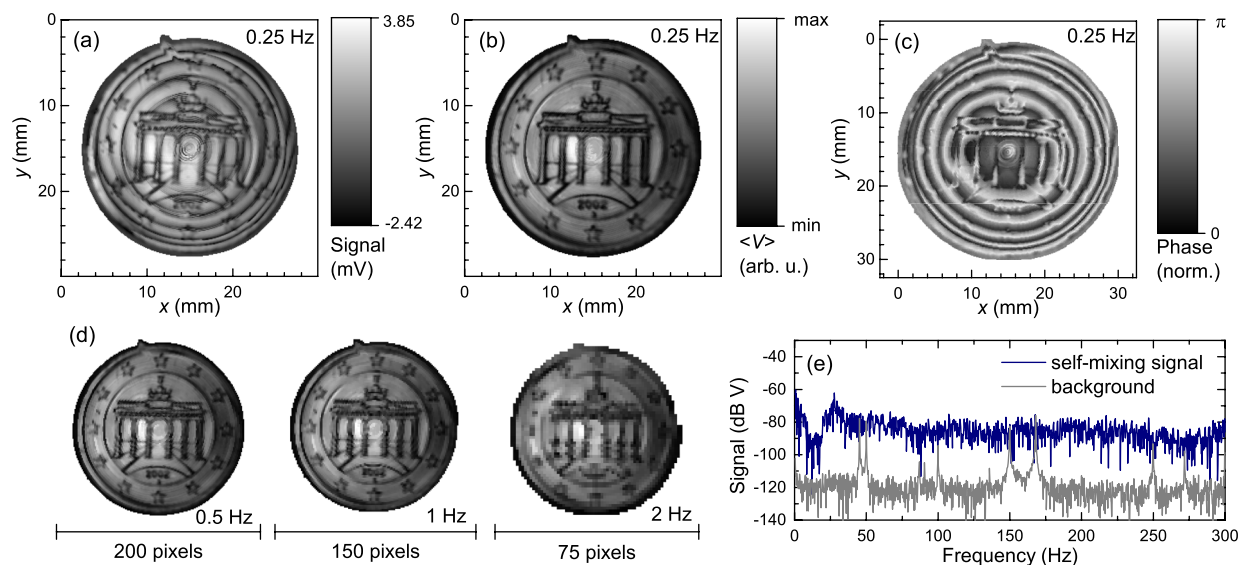 (a)
0.25 Hz
0
10
20
y (mm)
0 10 20
x (mm)
3.85
-2.42
Signal
(mV)
(b)
0.25 Hz
0
10
20
y (mm)
0 10 20
x (mm)
max
min
<V>
(arb. u.)
2002
(c)
0.25 Hz
0
10
20
30
y (mm)
0 10 20 30
x (mm)
π
0
Phase
(norm.)
(d)
0.5 Hz
200 pixels
1 Hz
150 pixels
2 Hz
75 pixels
(e)
self-mixing signal
background
-40
-60
-80
-100
-120
-140
Signal (dB V)
0 50 100 150 200 250 300
Frequency (Hz)